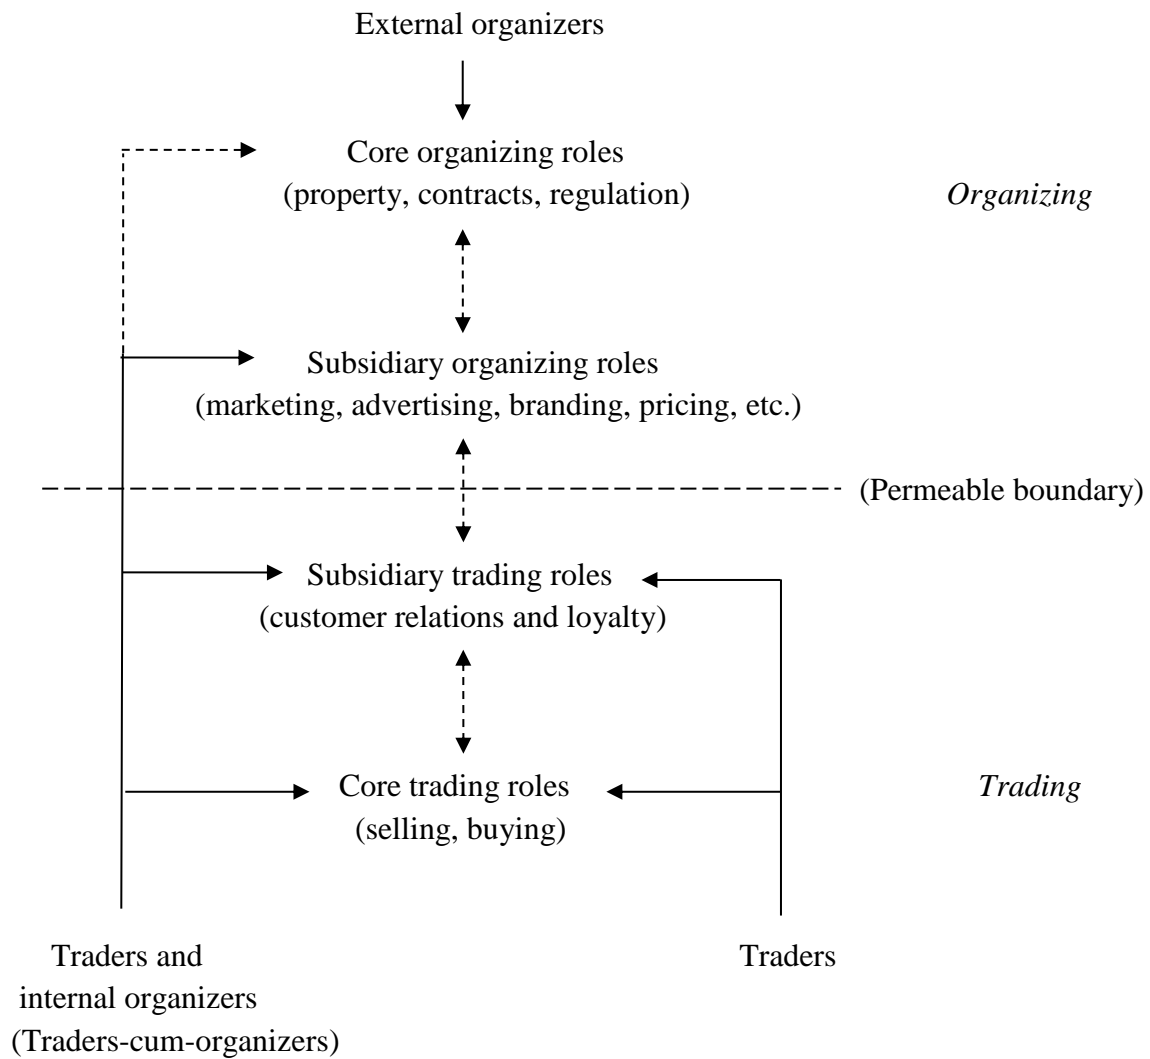 External organizers
Core organizing roles
(property, contracts, regulation)
Organizing
Subsidiary organizing roles
(marketing, advertising, branding, pricing, etc.)
(Permeable boundary)
Subsidiary trading roles
(customer relations and loyalty)
Core trading roles
(selling, buying)
Trading
Traders and
internal organizers
(Traders-cum-organizers)
Traders